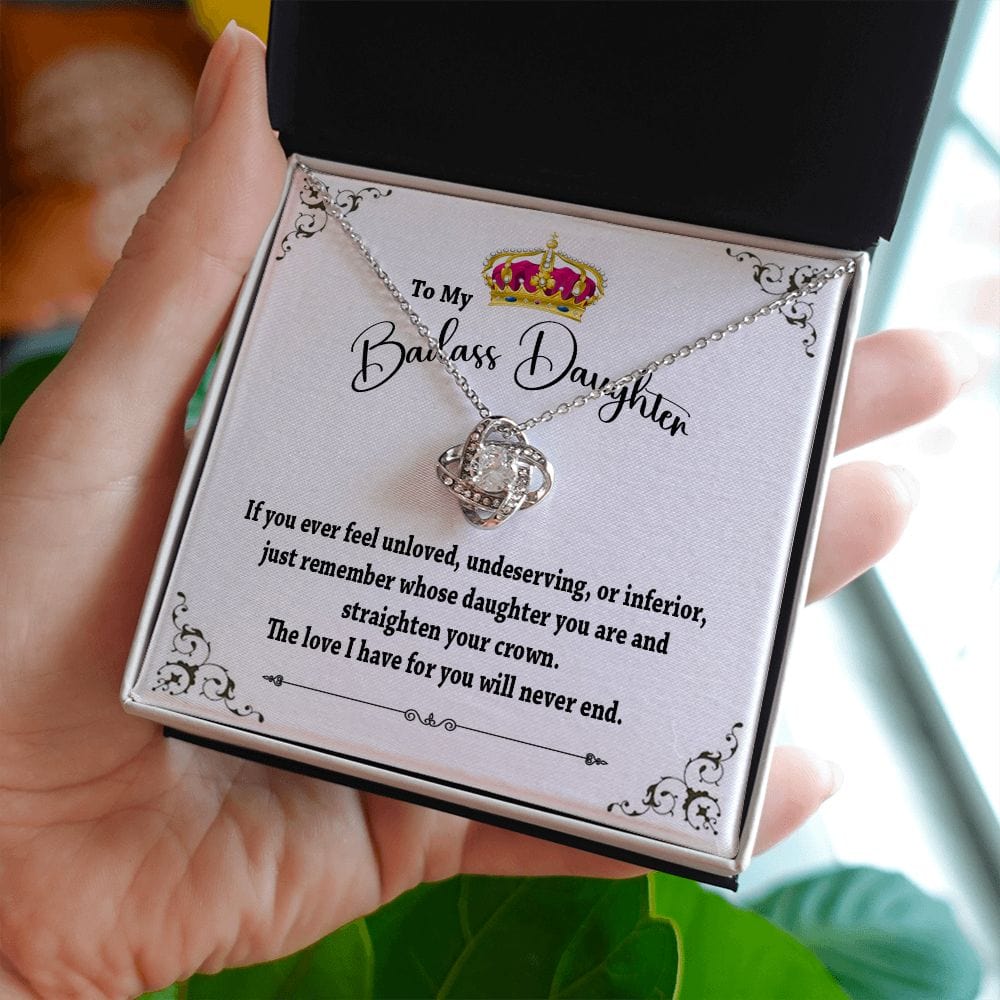 To My
Badass Daughter
If you ever feel unloved, undeserving, or inferior,
just remember whose daughter you are and
straighten your crown.
The love I have for you will never end.